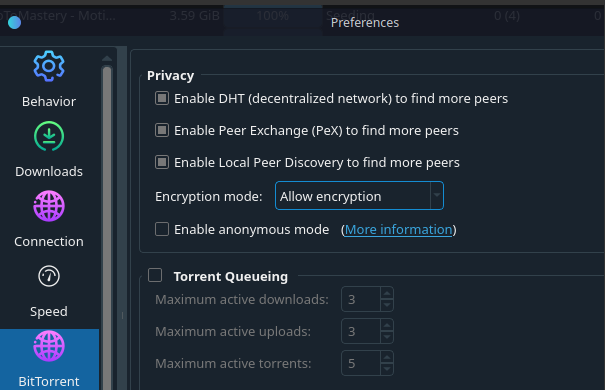 oTeMastery - Moti... 3.59 GiB 100% Seeding 0 (4) 0
Preferences
Behavior
Downloads
Connection
Speed
BitTorrent
Privacy
Enable DHT (decentralized network) to find more peers
Enable Peer Exchange (PeX) to find more peers
Enable Local Peer Discovery to find more peers
Encryption mode: Allow encryption
Enable anonymous mode (More information)
Torrent Queueing
Maximum active downloads: 3
Maximum active uploads: 3
Maximum active torrents: 5